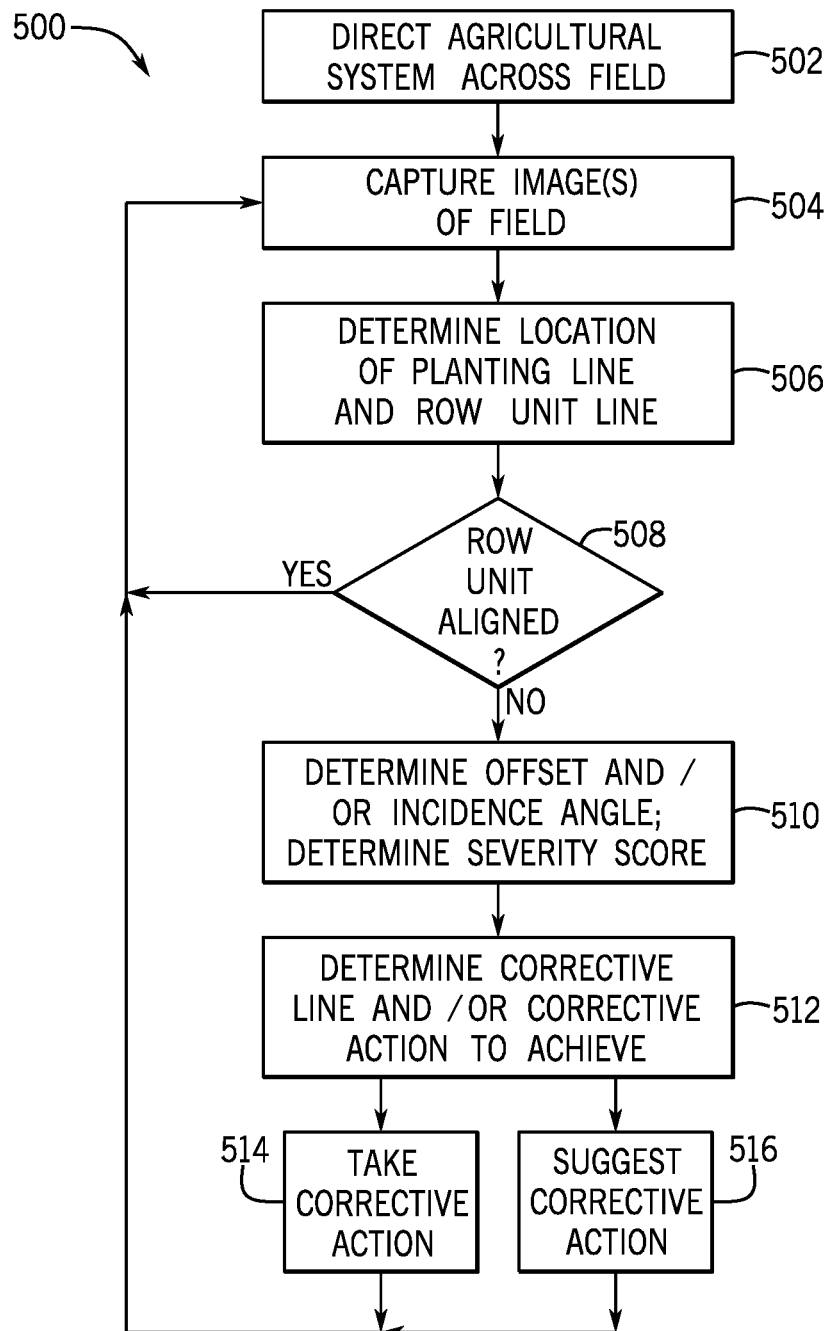 500
DIRECT AGRICULTURAL
SYSTEM ACROSS FIELD
502
CAPTURE IMAGE(S)
OF FIELD
504
DETERMINE LOCATION
OF PLANTING LINE
AND ROW UNIT LINE
506
ROW
UNIT
ALIGNED
?
508
YES
NO
DETERMINE OFFSET AND /
OR INCIDENCE ANGLE;
DETERMINE SEVERITY SCORE
510
DETERMINE CORRECTIVE
LINE AND / OR CORRECTIVE
ACTION TO ACHIEVE
512
514
TAKE
CORRECTIVE
ACTION
SUGGEST
CORRECTIVE
ACTION
516